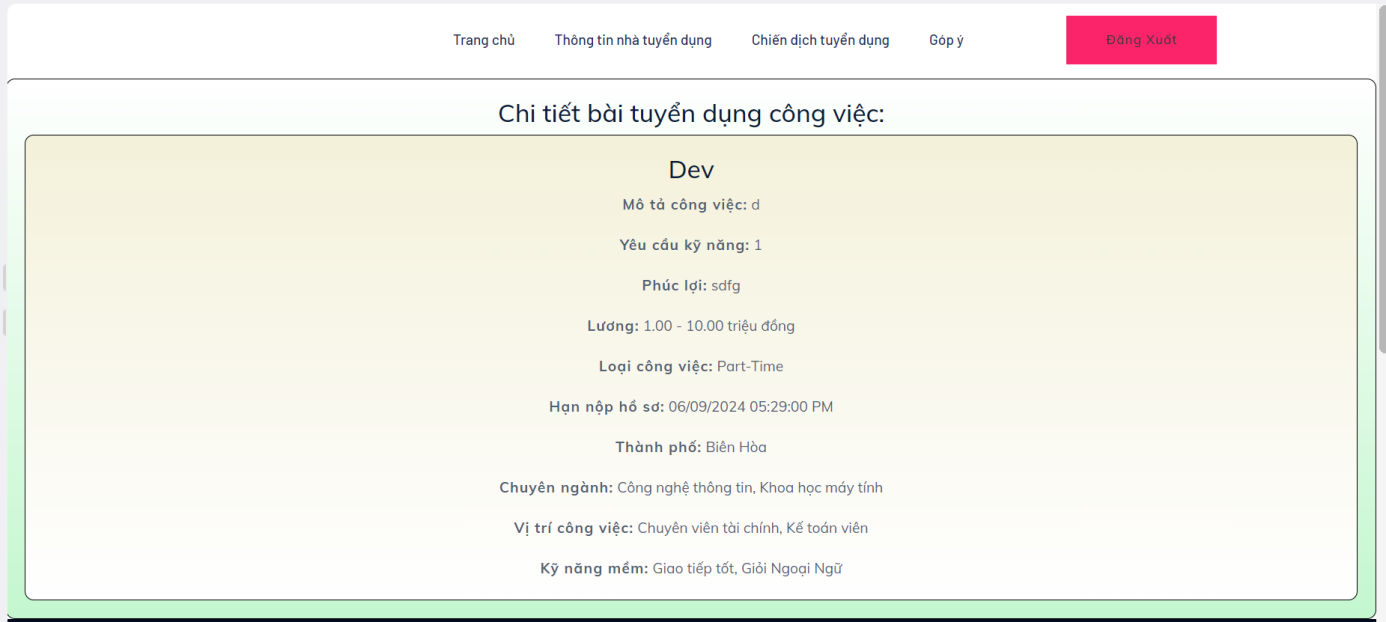 Trang chủ Thông tin nhà tuyển dụng Chiến dịch tuyển dụng Góp ý Đăng Xuất
Chi tiết bài tuyển dụng công việc:
Dev
Mô tả công việc: d
Yêu cầu kỹ năng: 1
Phúc lợi: sdfg
Lương: 1.00 - 10.00 triệu đồng
Loại công việc: Part-Time
Hạn nộp hồ sơ: 06/09/2024 05:29:00 PM
Thành phố: Biên Hòa
Chuyên ngành: Công nghệ thông tin, Khoa học máy tính
Vị trí công việc: Chuyên viên tài chính, Kế toán viên
Kỹ năng mềm: Giao tiếp tốt, Giỏi Ngoại Ngữ